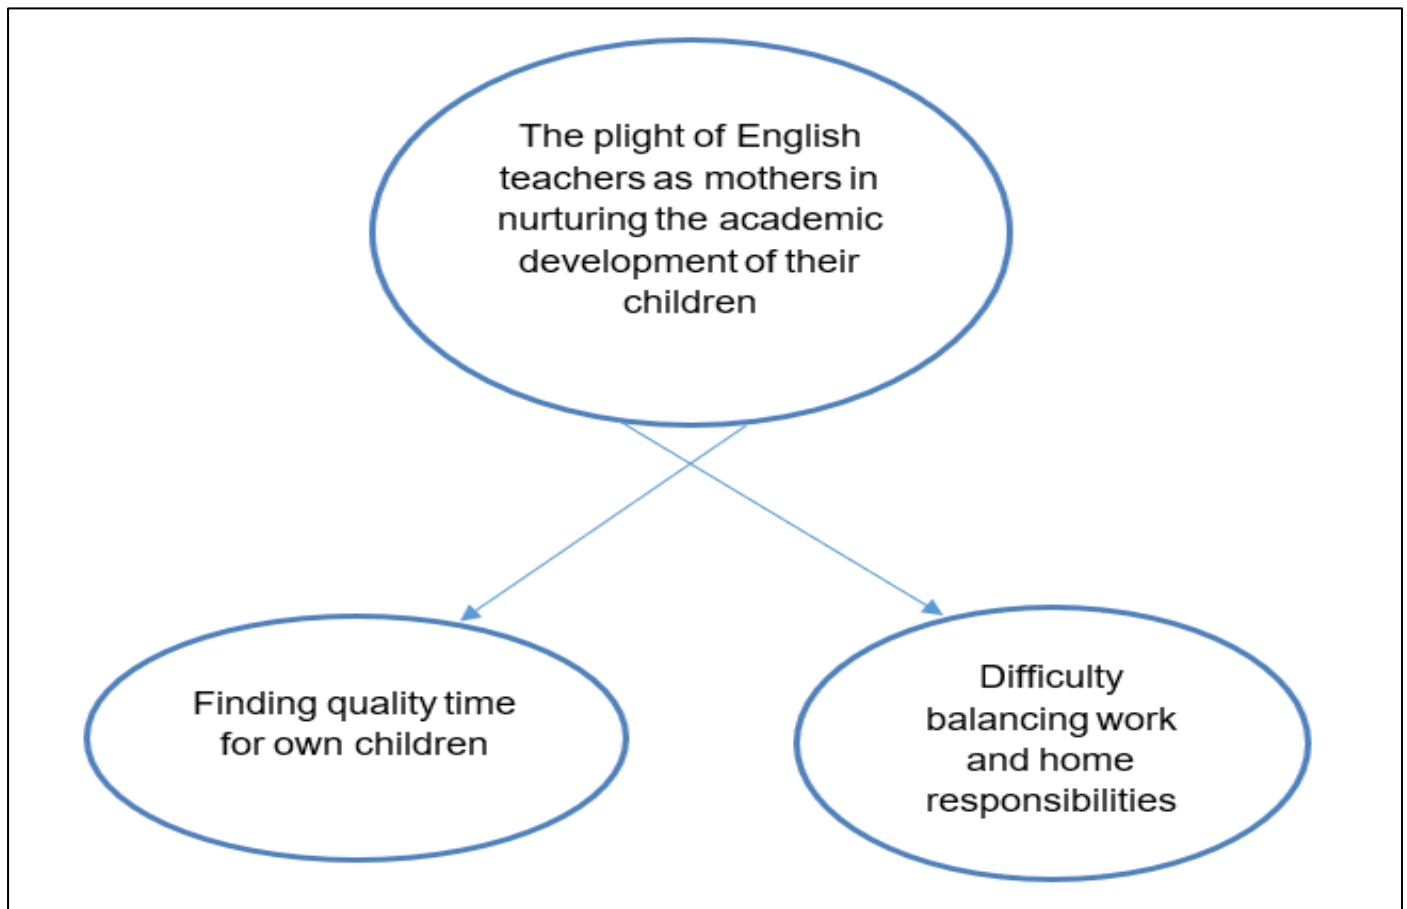 The plight of English
teachers as mothers in
nurturing the academic
development of their
children
Finding quality time
for own children
Difficulty
balancing work
and home
responsibilities